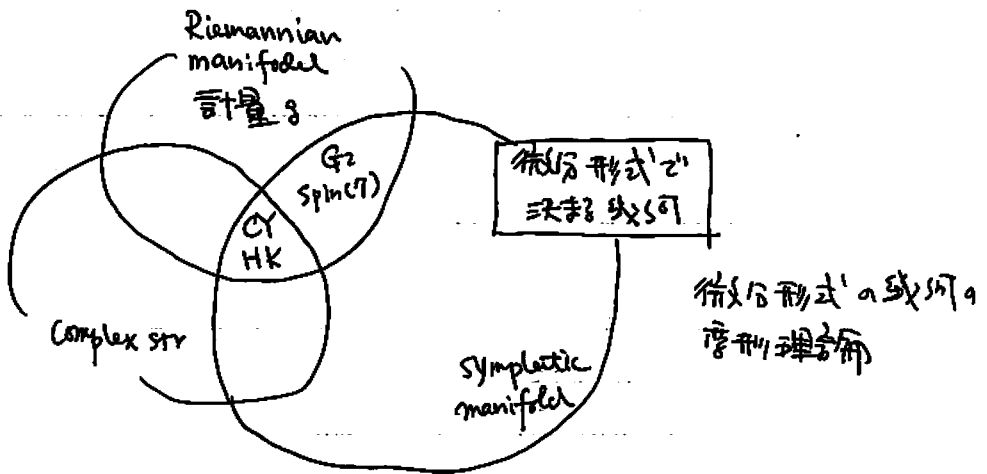 Riemannian
manifodel
計量 g
G2
spin(7)
CY
HK
complex str
微分形式で
決まる幾何
symplectic
manifold
微分形式の幾何の
変形理論